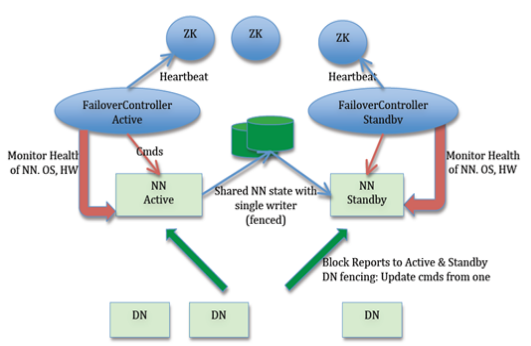 ZK
ZK
ZK
Heartbeat
Heartbeat
FailoverController
Active
FailoverController
Standby
Monitor Health
of NN. OS, HW
Cmds
Monitor Health
of NN. OS, HW
NN
Active
Shared NN state with
single writer
(fenced)
NN
Standby
Block Reports to Active & Standby
DN fencing: Update cmds from one
DN
DN
DN